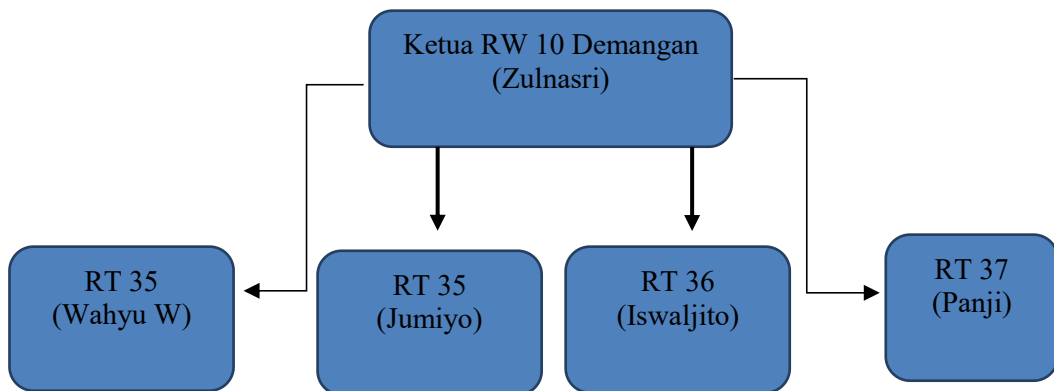 Ketua RW 10 Demangan
(Zulnasri)
RT 35
(Wahyu W)
RT 35
(Jumiyo)
RT 36
(Iswaljito)
RT 37
(Panji)